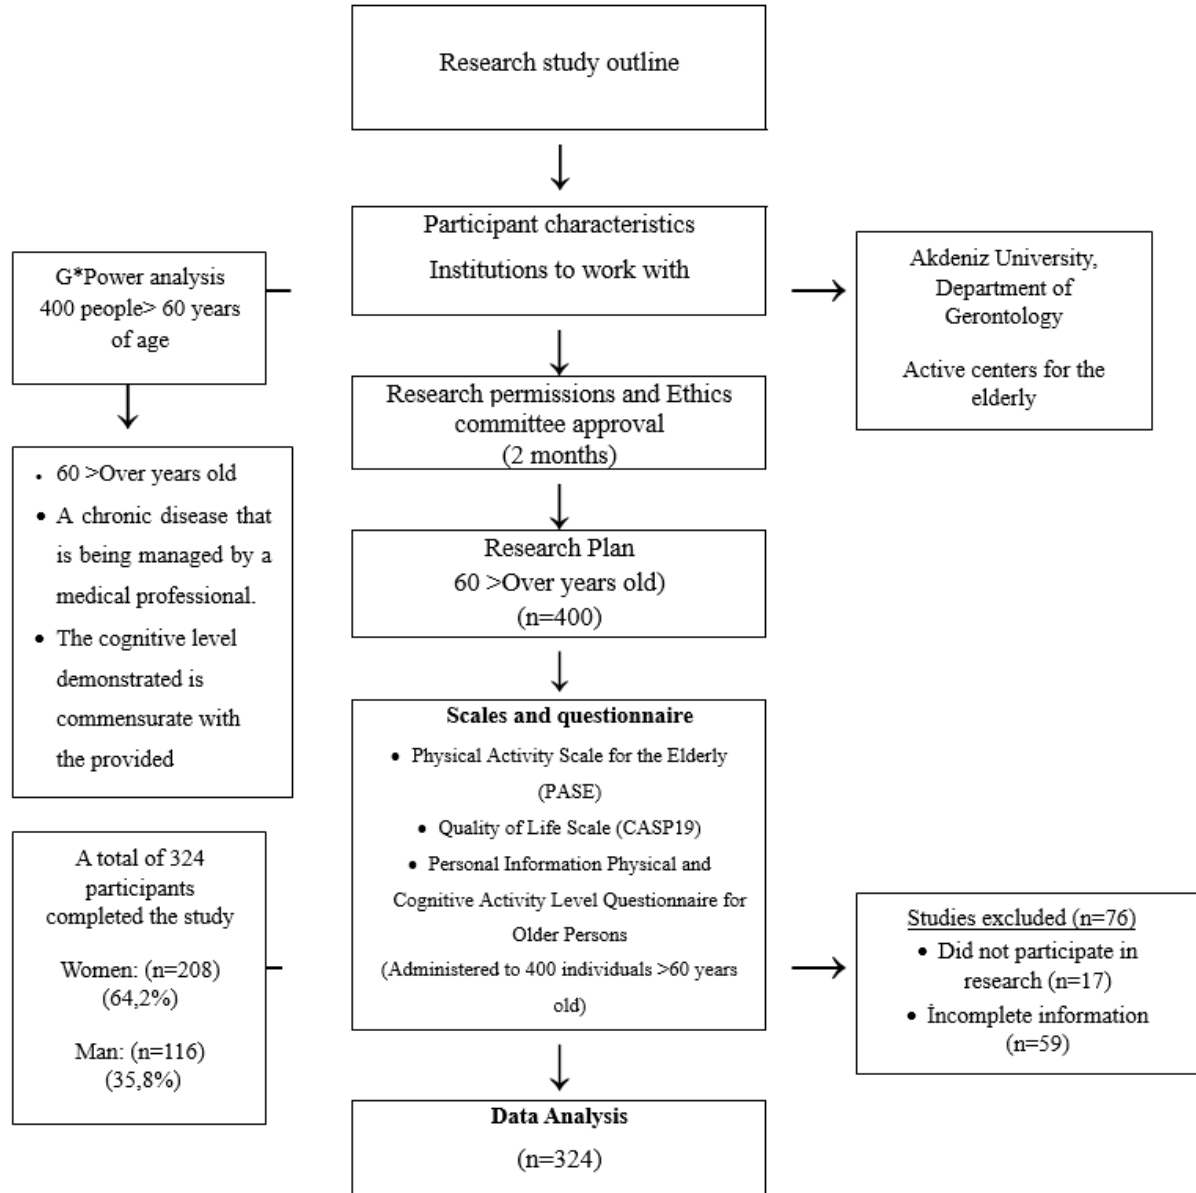 Research study outline
Participant characteristics
Institutions to work with
G*Power analysis
400 people> 60 years
of age
Akdeniz University,
Department of
Gerontology
Active centers for the
elderly
Research permissions and Ethics
committee approval
(2 months)
• 60 >Over years old
• A chronic disease that
is being managed by a
medical professional.
• The cognitive level
demonstrated is
commensurate with
the provided
Research Plan
60 >Over years old)
(n=400)
Scales and questionnaire
• Physical Activity Scale for the Elderly
(PASE)
• Quality of Life Scale (CASP19)
• Personal Information Physical and
Cognitive Activity Level Questionnaire for
Older Persons
(Administered to 400 individuals >60 years
old)
A total of 324
participants
completed the study
Women: (n=208)
(64,2%)
Man: (n=116)
(35,8%)
Studies excluded (n=76)
• Did not participate in
research (n=17)
• İncomplete information
(n=59)
Data Analysis
(n=324)